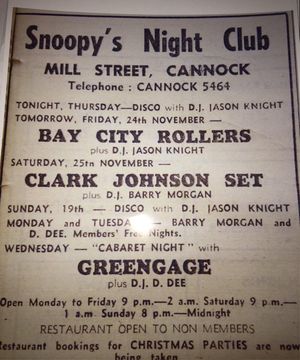 Snoopy's Night Club
MILL STREET, CANNOCK
Telephone : CANNOCK 5464
TONIGHT, THURSDAY—DISCO with D.J. JASON KNIGHT
TOMORROW, FRIDAY, 24th NOVEMBER —
BAY CITY ROLLERS
plus D.J. JASON KNIGHT
SATURDAY, 25th NOVEMBER —
CLARK JOHNSON SET
plus D.J. BARRY MORGAN
SUNDAY, 19th — DISCO with D.J. JASON KNIGHT
MONDAY and TUESDAY — BARRY MORGAN and
D. DEE. Members' Free Nights.
WEDNESDAY — "CABARET NIGHT" with
GREENGAGE
plus D.J. D. DEE
Open Monday to Friday 9 p.m.—2 a.m. Saturday 9 p.m.—
1 a.m. Sunday 8 p.m.—Midnight
RESTAURANT OPEN TO NON MEMBERS
Restaurant bookings for CHRISTMAS PARTIES are now
being taken